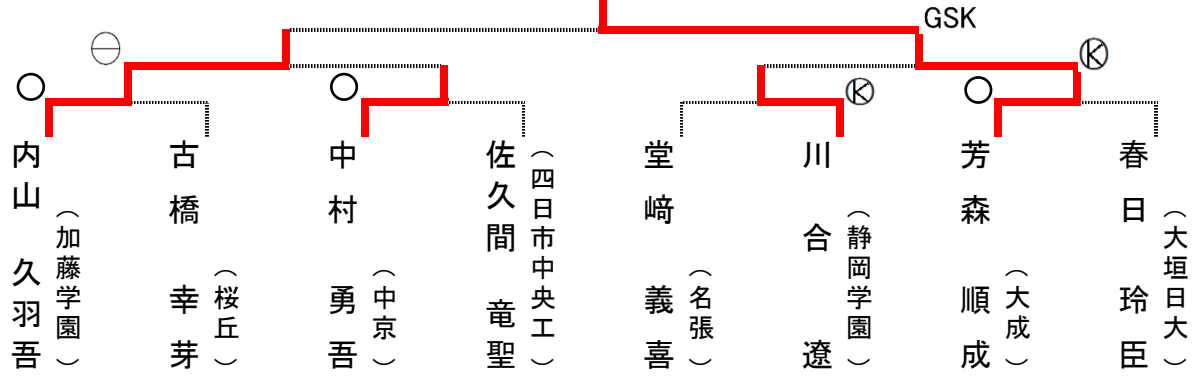 GSK
Ⓚ
Ⓚ
内山 久羽吾
（加藤学園）
古橋 幸芽
（桜丘）
中村 勇吾
（中京）
佐久間 竜聖
（四日市中央工）
堂﨑 義喜
（名張）
川合 遼
（静岡学園）
芳森 順成
（大成）
春日 玲臣
（大垣日大）